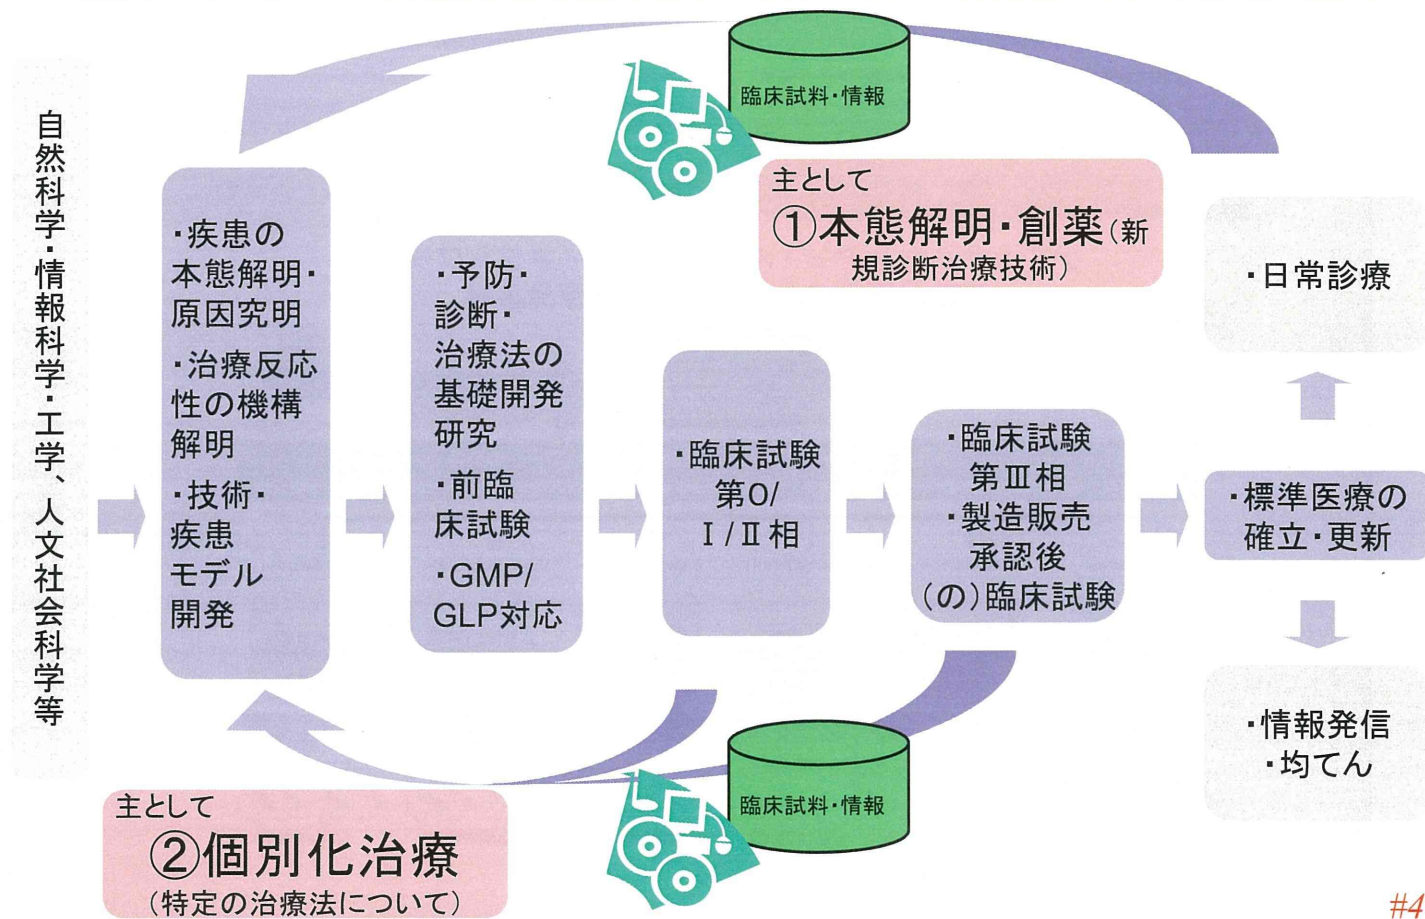 自然科学・情報科学・工学、人文社会科学等
・疾患の
本態解明・
原因究明
・治療反応
性の機構
解明
・技術・
疾患
モデル
開発
・予防・
診断・
治療法の
基礎開発
研究
・前臨
床試験
・GMP/
GLP対応
・臨床試験
第0/
Ⅰ/Ⅱ相
・臨床試験
第Ⅲ相
・製造販売
承認後
(の)臨床試験
・標準医療の
確立・更新
・日常診療
・情報発信
・均てん
臨床試料・情報
主として
①本態解明・創薬(新
規診断治療技術)
臨床試料・情報
主として
②個別化治療
(特定の治療法について)
#4